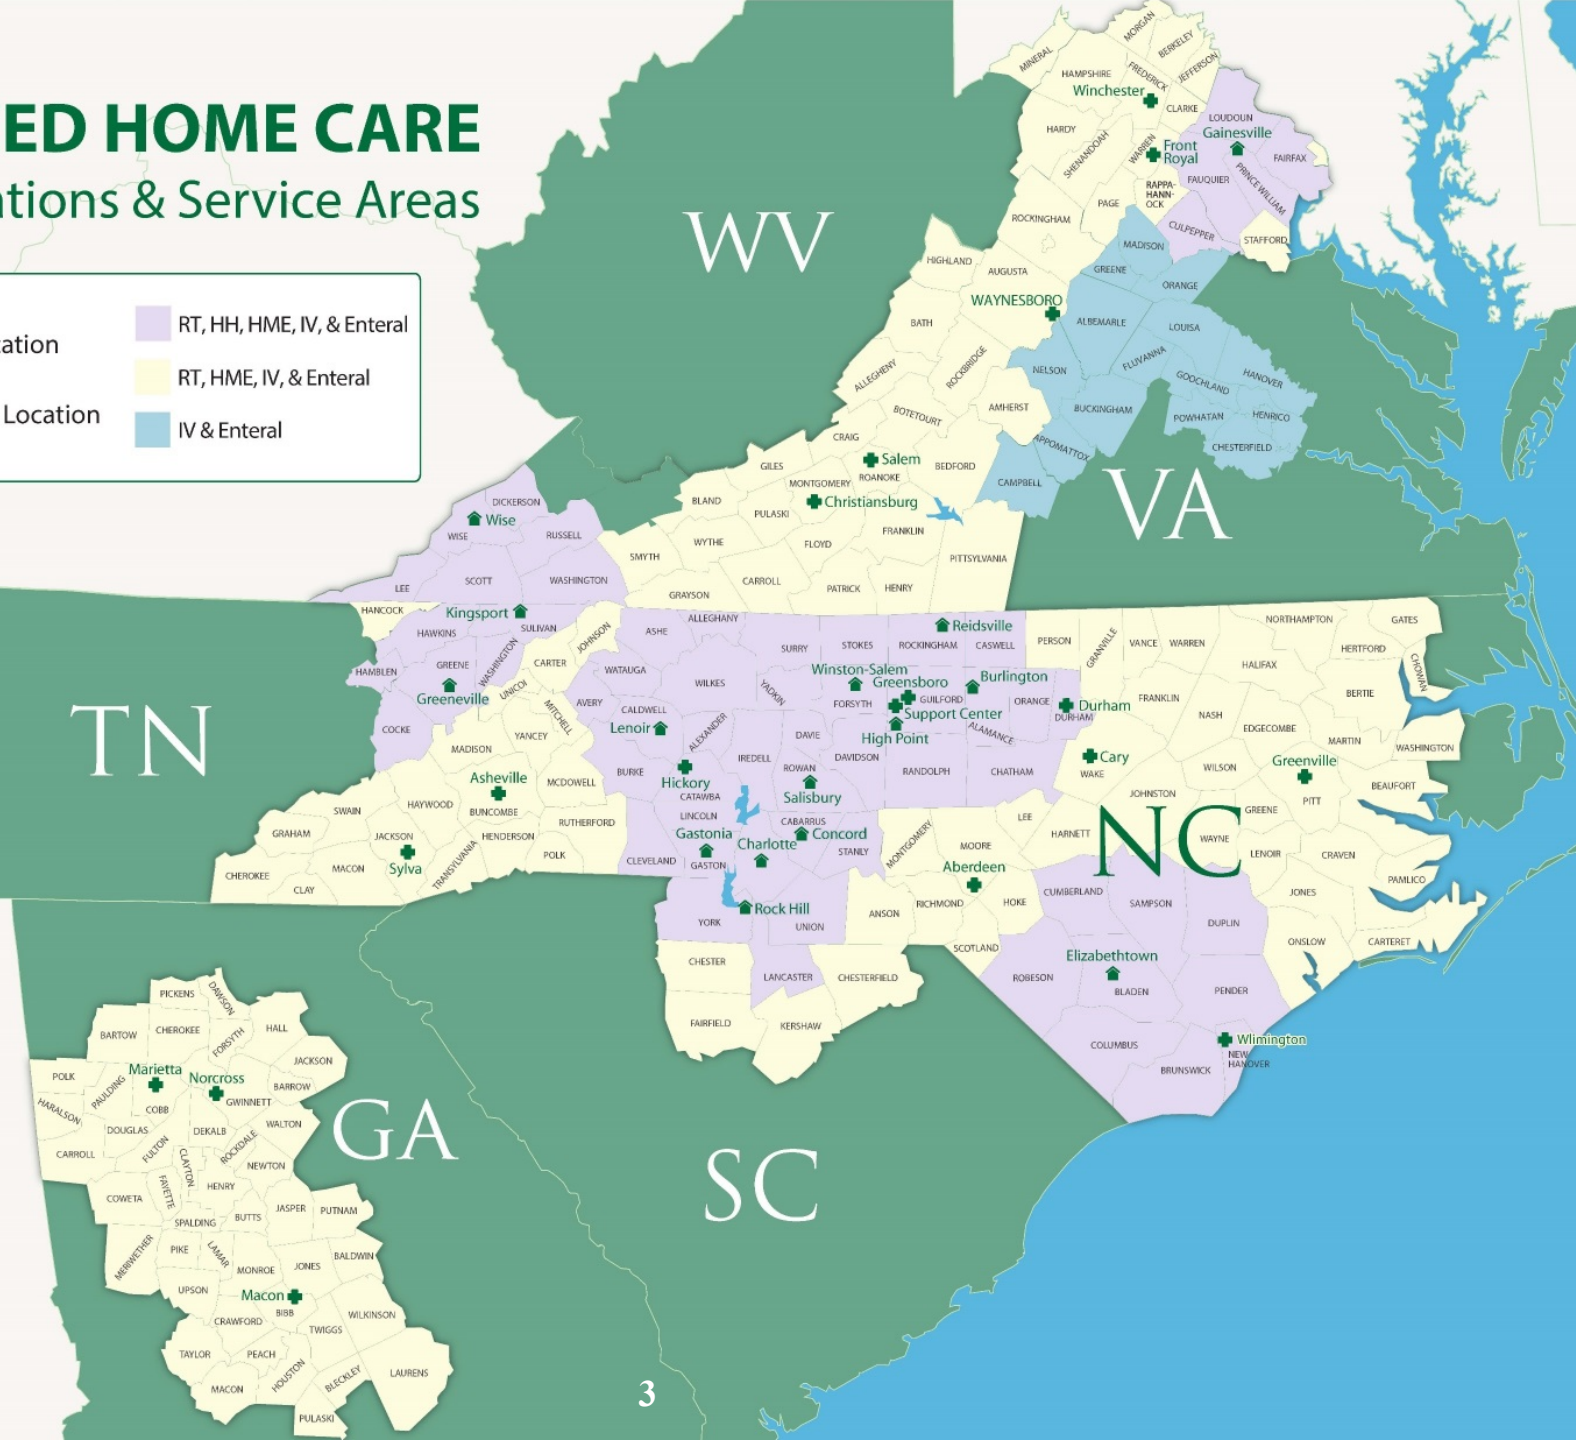 ED HOME CARE
ations & Service Areas
ation
Location
RT, HH, HME, IV, & Enteral
RT, HME, IV, & Enteral
IV & Enteral
WV
MORGAN
MINERAL
BERKELEY
HAMPSHIRE
FREDERICK
JEFFERSON
Winchester
CLARKE
LOUDOUN
Gainesville
HARDY
SHENANDOAH
WARREN
Front
Royal
FAIRFAX
FAUQUIER
PRINCE WILLIAM
RAPPA-
HANN-
OCK
PAGE
ROCKINGHAM
CULPEPPER
STAFFORD
MADISON
HIGHLAND
AUGUSTA
GREENE
ORANGE
WAYNESBORO
BATH
ALBEMARLE
LOUISA
ALLEGHENY
ROCKBRIDGE
NELSON
FLUVANNA
GOOCHLAND
HANOVER
BOTETOURT
AMHERST
BUCKINGHAM
POWHATAN
HENRICO
CRAIG
APPOMATTOX
CHESTERFIELD
Salem
GILES
BEDFORD
MONTGOMERY
ROANOKE
CAMPBELL
VA
BLAND
Christiansburg
PULASKI
DICKERSON
Wise
WISE
RUSSELL
SMYTH
WYTHE
FLOYD
FRANKLIN
PITTSYLVANIA
LEE
SCOTT
WASHINGTON
GRAYSON
CARROLL
PATRICK
HENRY
TN
HANCOCK
Kingsport
HAWKINS
SULIVAN
JOHNSON
HAMBLEN
GREENE
WASHINGTON
CARTER
Greeneville
UNICOI
COCKE
ASHE
ALLEGHANY
SURRY
STOKES
Reidsville
ROCKINGHAM
CASWELL
PERSON
GRANVILLE
VANCE
WARREN
NORTHAMPTON
GATES
HERTFORD
HALIFAX
CHOWAN
BERTIE
WATAUGA
WILKES
YADKIN
Winston-Salem
FORSYTH
Greensboro
GUILFORD
Burlington
ORANGE
Durham
DURHAM
FRANKLIN
NASH
EDGECOMBE
MARTIN
WASHINGTON
AVERY
MITCHELL
CALDWELL
Lenoir
ALEXANDER
Support Center
High Point
ALAMANCE
MADISON
YANCEY
DAVIE
DAVIDSON
IREDELL
ROWAN
RANDOLPH
CHATHAM
Cary
WAKE
WILSON
Greenville
PITT
BEAUFORT
Asheville
BUNCOMBE
MCDOWELL
BURKE
Hickory
CATAWBA
Salisbury
JOHNSTON
GREENE
NC
SWAIN
HAYWOOD
RUTHERFORD
LINCOLN
CABARRUS
LEE
HARNETT
WAYNE
LENOIR
CRAVEN
GRAHAM
JACKSON
HENDERSON
Gastonia
GASTON
Charlotte
Concord
STANLY
MONTGOMERY
MOORE
CHEROKEE
MACON
Sylva
TRANSYLVANIA
POLK
CLEVELAND
Aberdeen
CLAY
PAMLICO
JONES
CUMBERLAND
SAMPSON
DUPLIN
RICHMOND
HOKE
ANSON
YORK
Rock Hill
UNION
SCOTLAND
ONSLOW
CARTERET
CHESTER
LANCASTER
CHESTERFIELD
ROBESON
Elizabethtown
BLADEN
PENDER
FAIRFIELD
KERSHAW
COLUMBUS
Wlimington
NEW
HANOVER
BRUNSWICK
PICKENS
DAWSON
BARTOW
CHEROKEE
FORSYTH
HALL
JACKSON
POLK
PAULDING
Marietta
COBB
Norcross
GWINNETT
BARROW
HARALSON
DOUGLAS
FULTON
DEKALB
ROCKDALE
WALTON
GA
CARROLL
CLAYTON
NEWTON
COWETA
FAYETTE
HENRY
SC
SPALDING
BUTTS
JASPER
PUTNAM
MERIWETHER
PIKE
LAMAR
MONROE
JONES
BALDWIN
UPSON
Macon
BIBB
CRAWFORD
TWIGGS
WILKINSON
TAYLOR
PEACH
HOUSTON
BLECKLEY
LAURENS
MACON
PULASKI
3